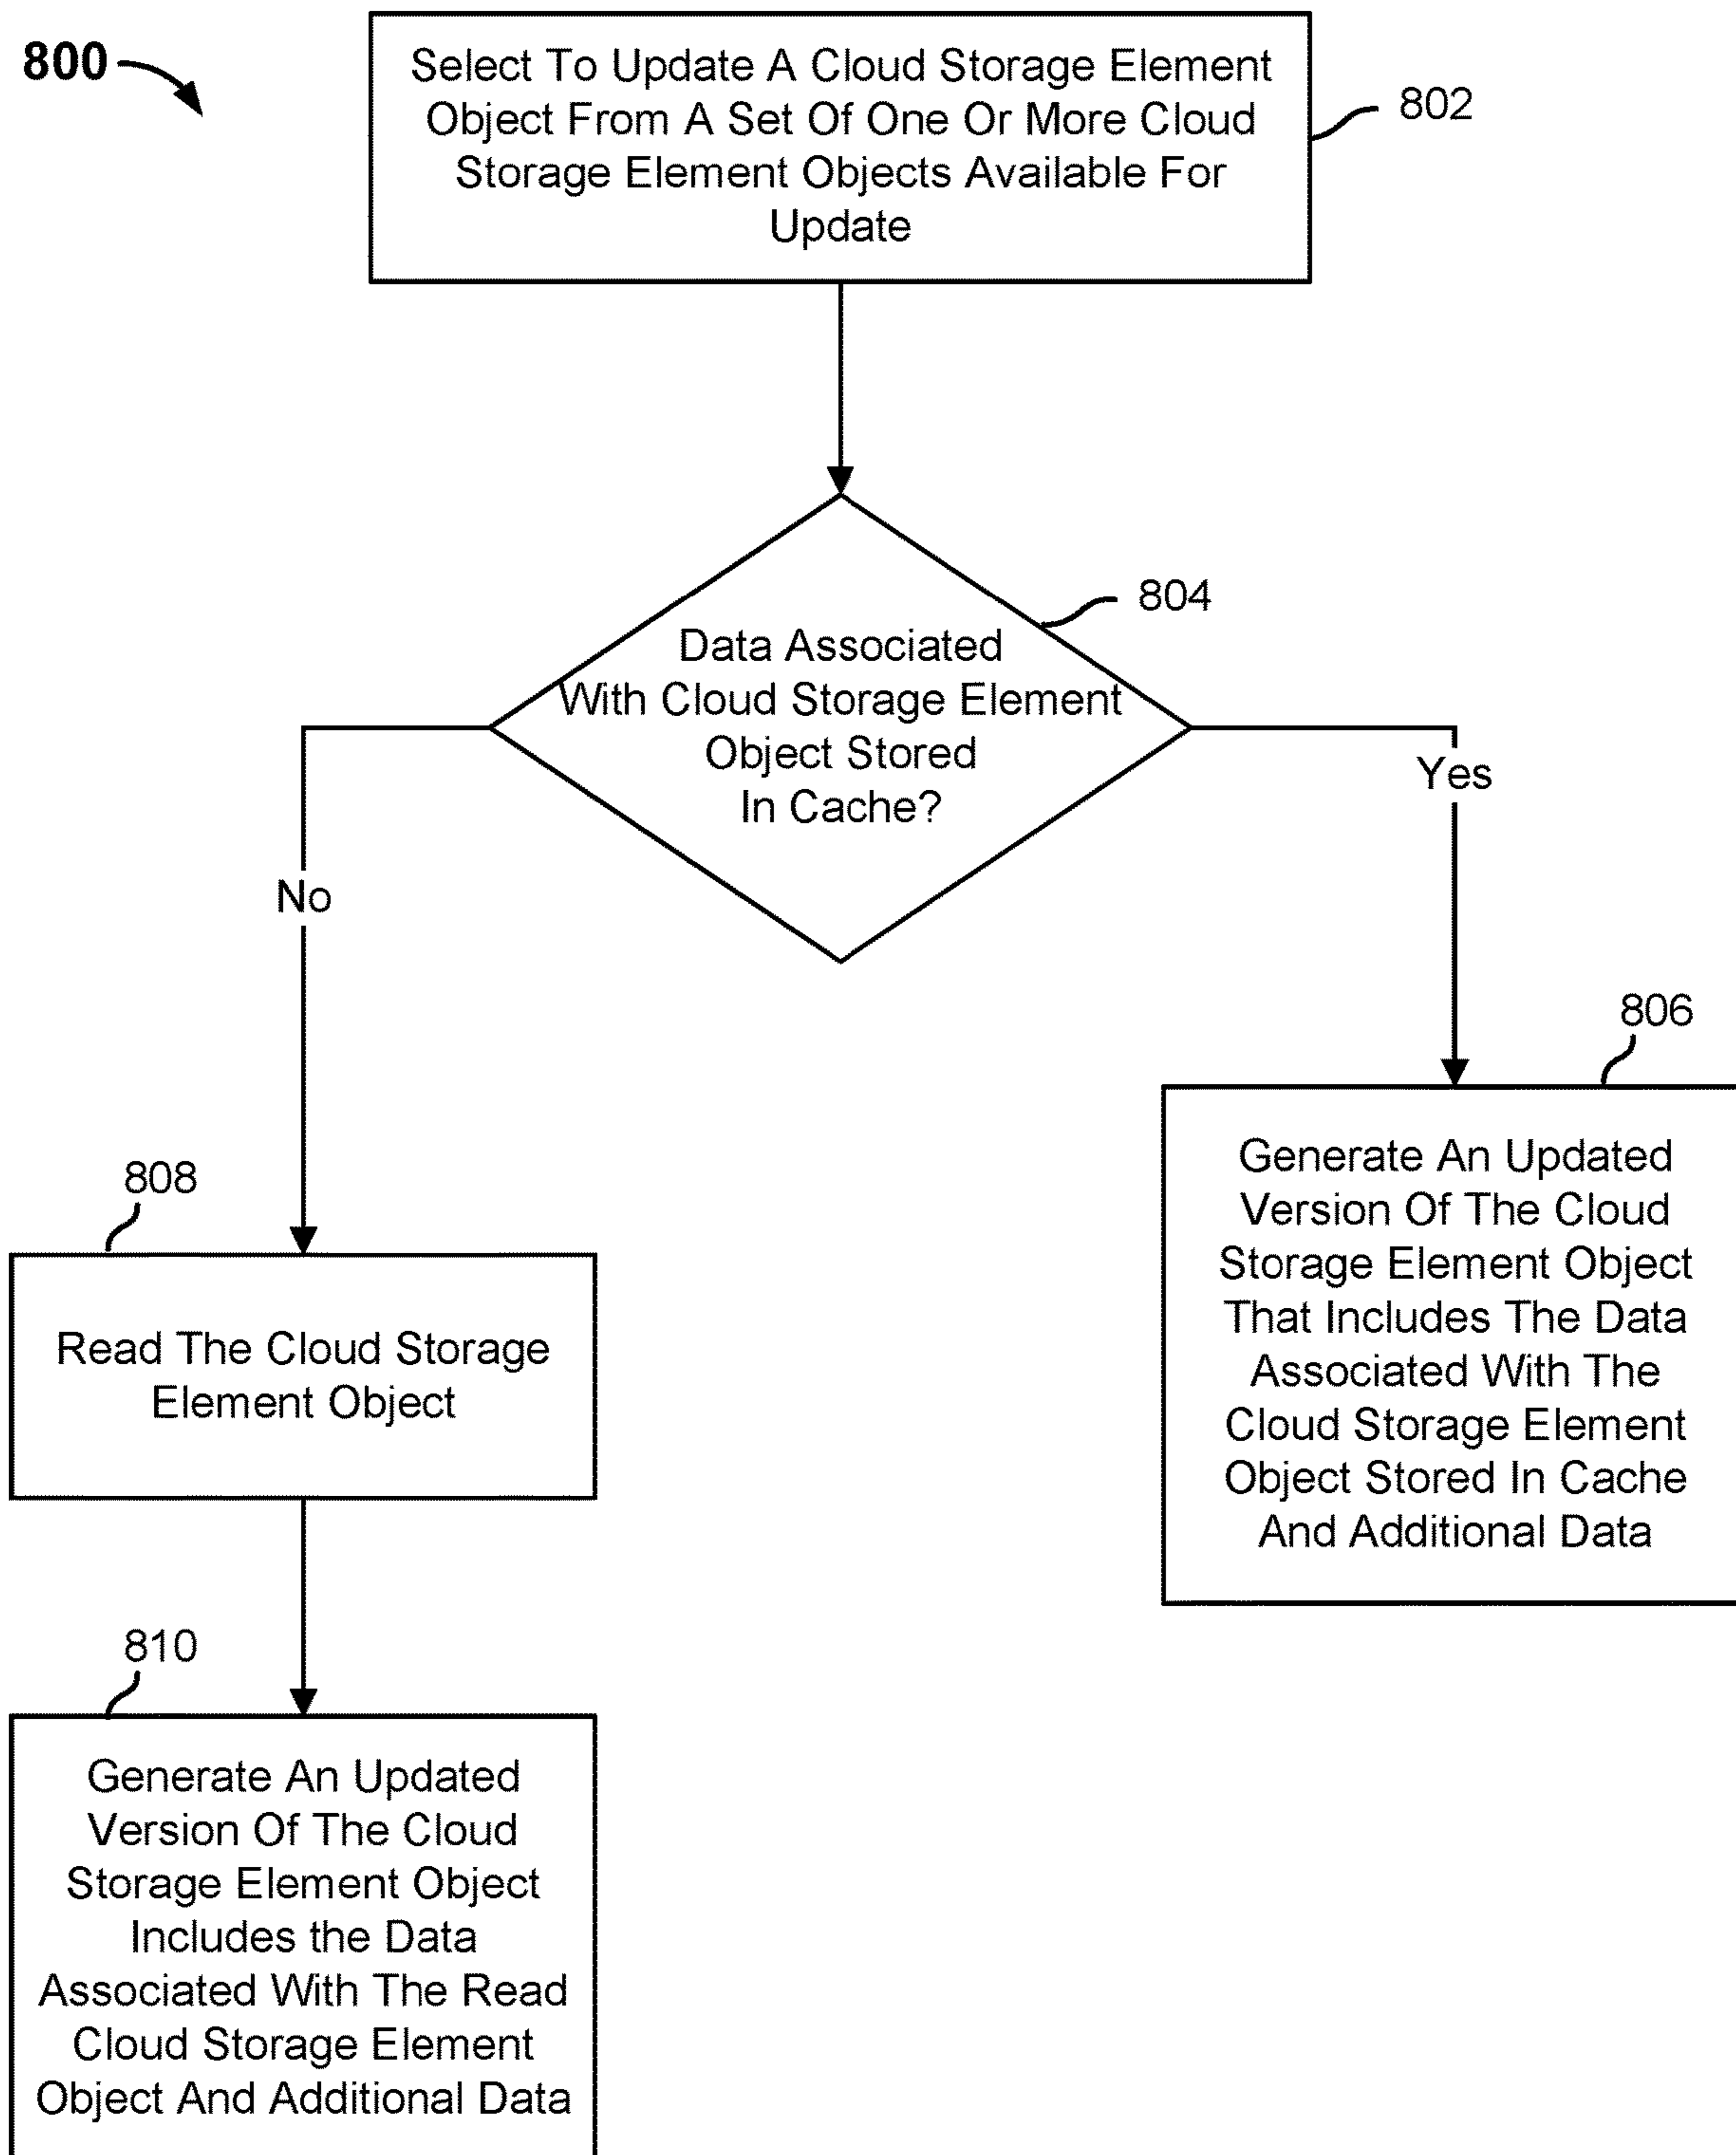 800
Select To Update A Cloud Storage Element
Object From A Set Of One Or More Cloud
Storage Element Objects Available For
Update
802
804
Data Associated
With Cloud Storage Element
Object Stored
In Cache?
Yes
No
806
Generate An Updated
Version Of The Cloud
Storage Element Object
That Includes The Data
Associated With The
Cloud Storage Element
Object Stored In Cache
And Additional Data
808
Read The Cloud Storage
Element Object
810
Generate An Updated
Version Of The Cloud
Storage Element Object
Includes the Data
Associated With The Read
Cloud Storage Element
Object And Additional Data